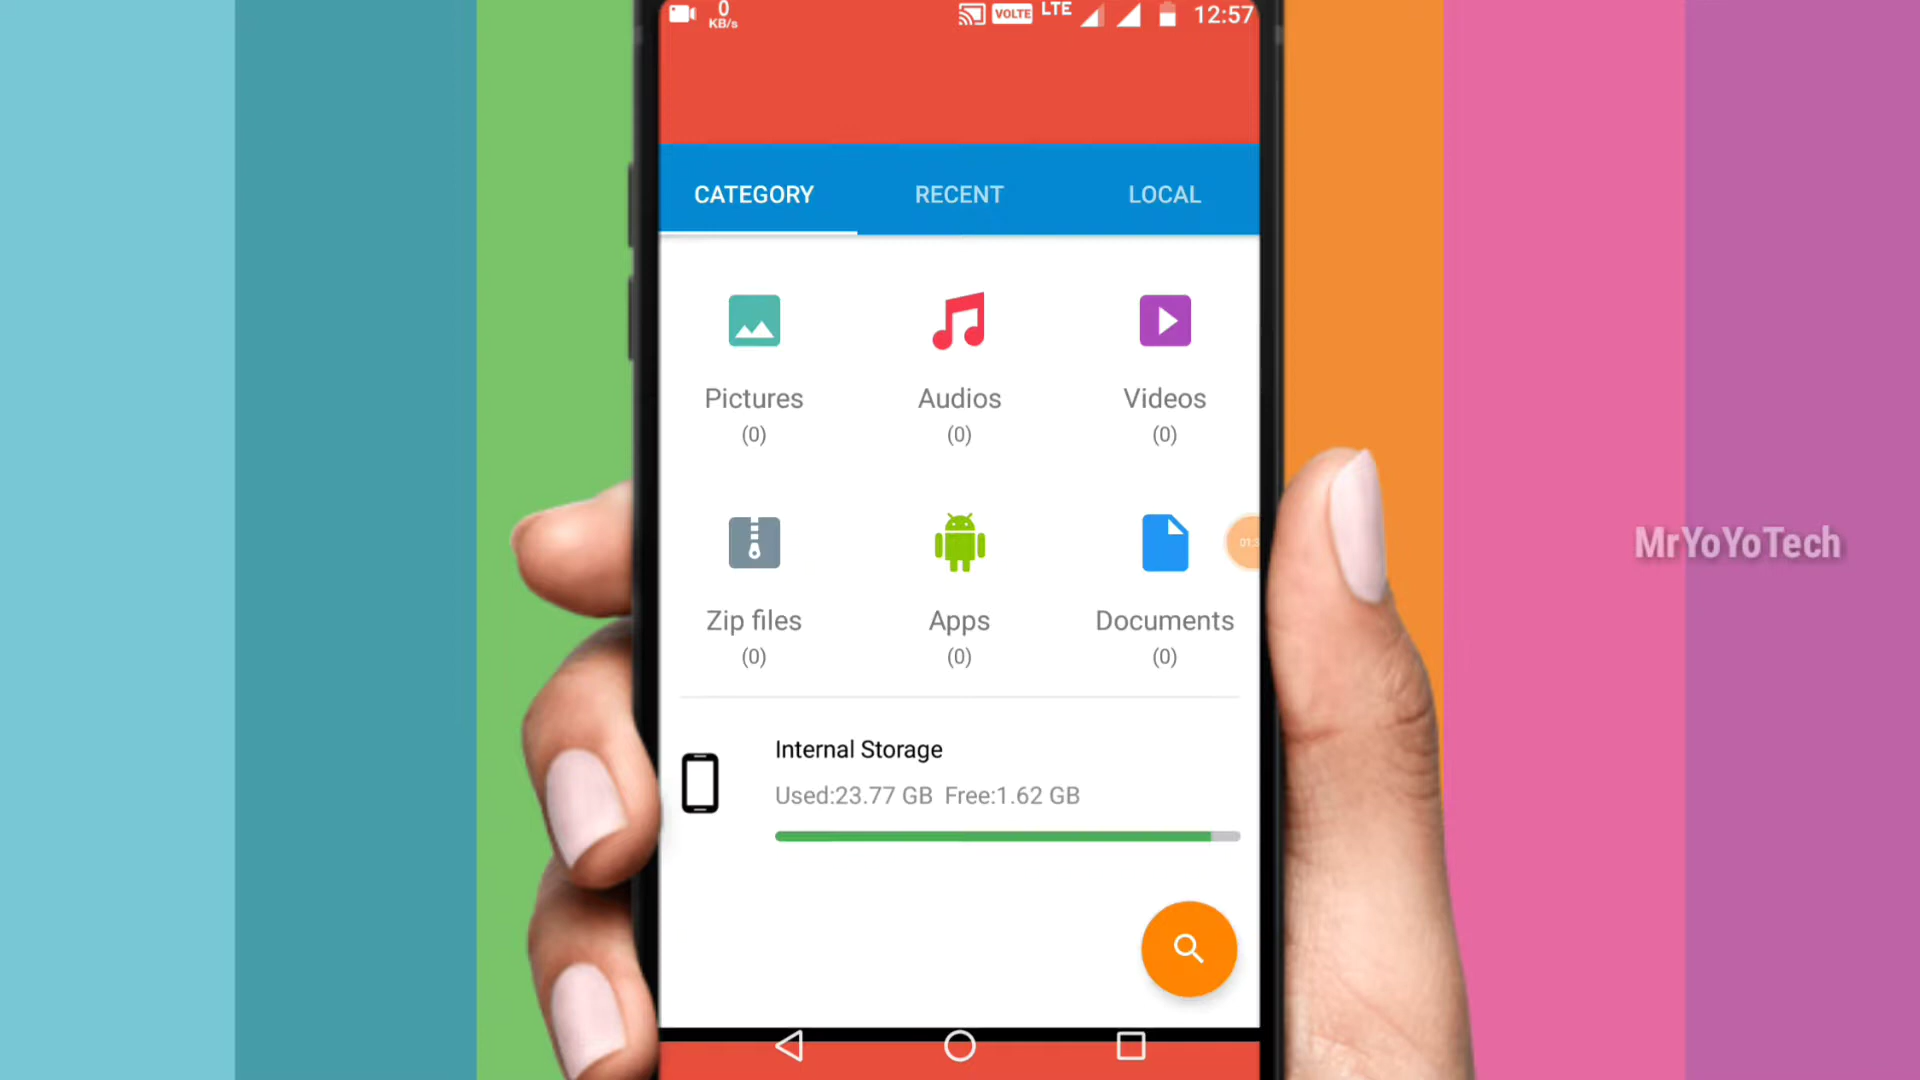 0
KB/s
VOLTE
LTE
12:57
CATEGORY
RECENT
LOCAL
Pictures
(0)
Audios
(0)
Videos
(0)
Zip files
(0)
Apps
(0)
Documents
(0)
Internal Storage
Used:23.77 GB Free:1.62 GB
MrYoYoTech